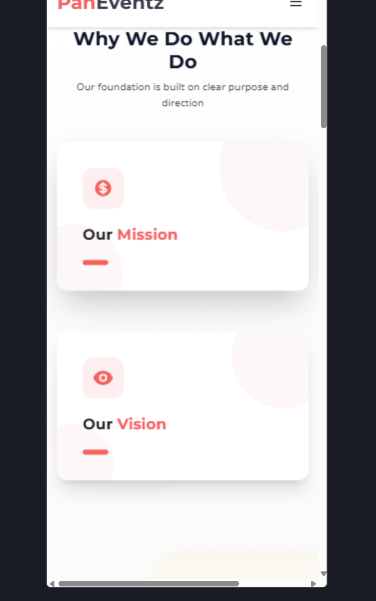 PanEventz
Why We Do What We
Do
Our foundation is built on clear purpose and
direction
$
Our Mission
Our Vision